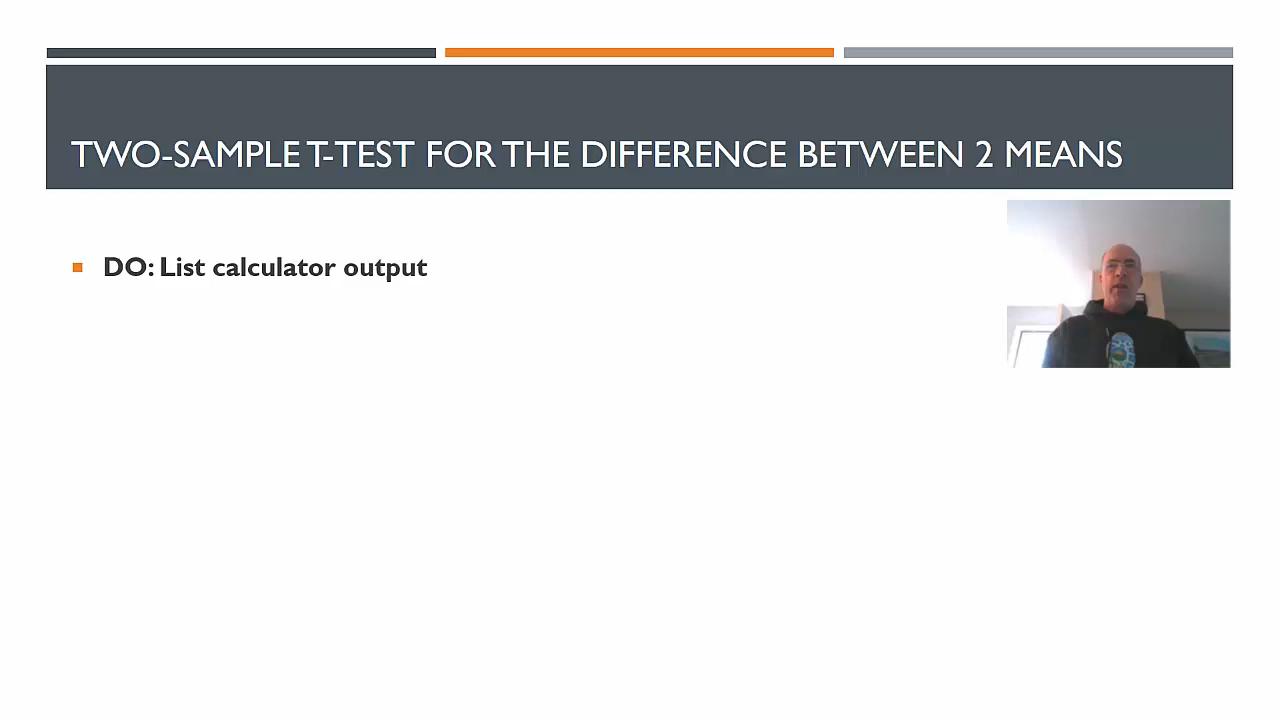 TWO-SAMPLE T-TEST FOR THE DIFFERENCE BETWEEN 2 MEANS
DO: List calculator output